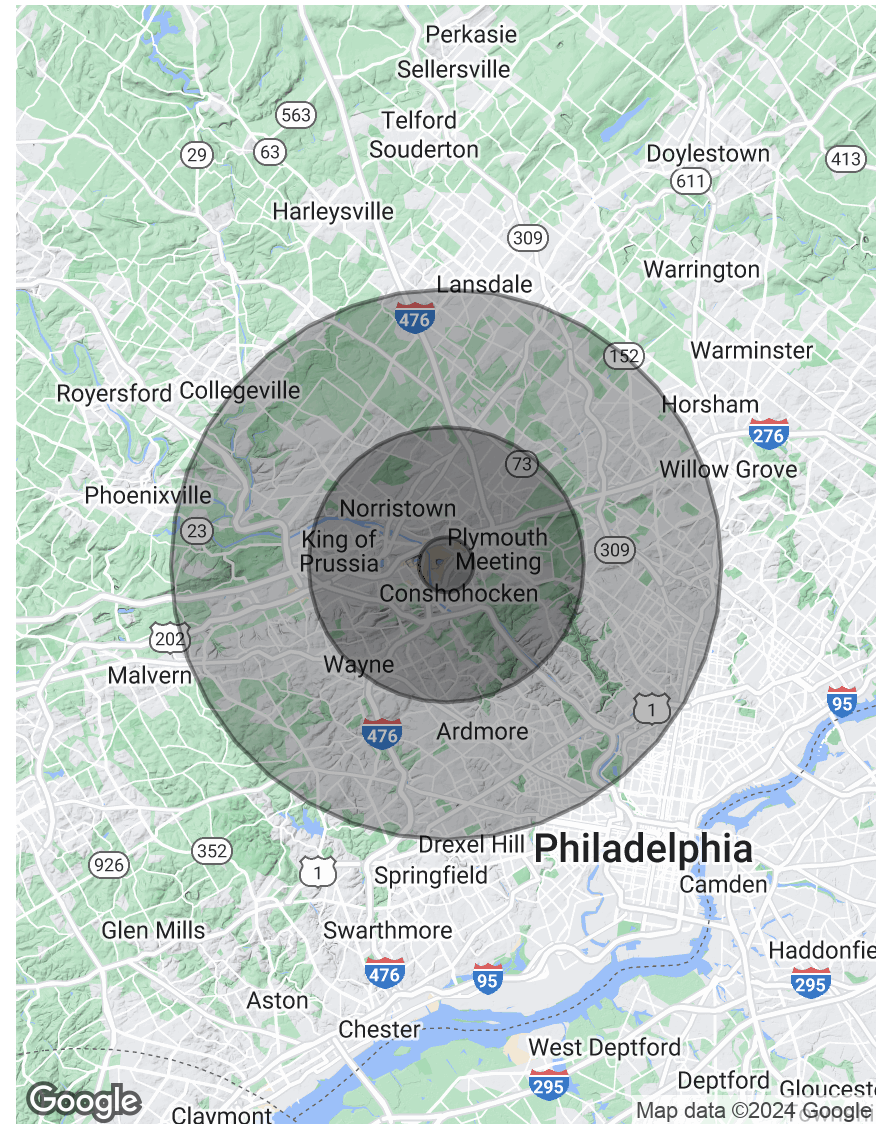 Perkasie
Sellersville
563
Telford
29
63
Souderton
Doylestown
413
611
Harleysville
309
Warrington
Lansdale
476
152
Warminster
Royersford
Collegeville
Horsham
276
73
Willow Grove
Phoenixville
Norristown
23
King of
Prussia
Plymouth
Meeting
309
Conshohocken
202
Wayne
Malvern
95
1
476
Ardmore
Drexel Hill
Philadelphia
926
352
1
Springfield
Camden
Glen Mills
Swarthmore
Haddonfie
476
95
295
Aston
Chester
West Deptford
295
Deptford
Glouceste
Google
Claymont
Map data ©2024 Google